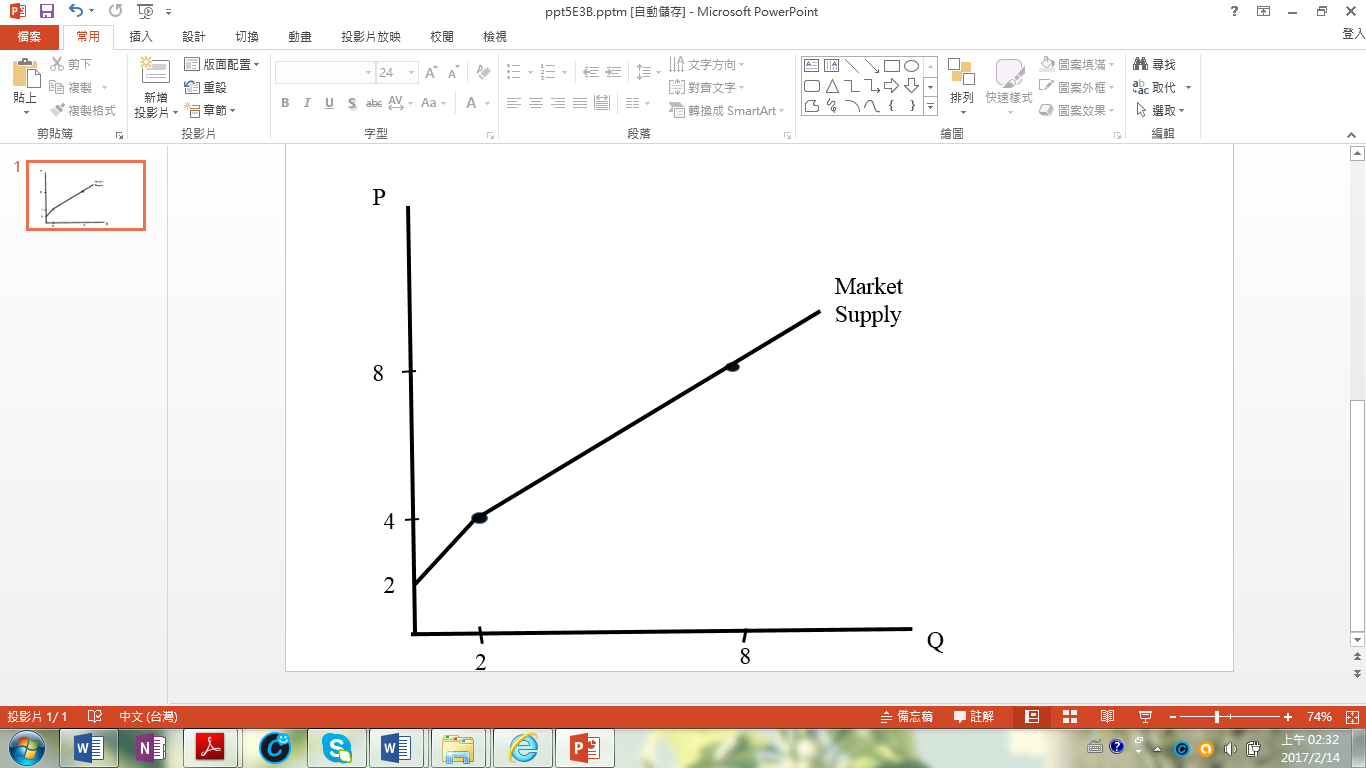 ppt5E3B.pptm [自動儲存] - Microsoft PowerPoint
?
登入
檔案 常用 插入 設計 切換 動畫 投影片放映 校閱 檢視
貼上
剪下
複製
複製格式
剪貼簿
新增
投影片
版面配置
重設
章節
投影片
24
A A
B I U S abc AV Aa A
字型
文字方向
對齊文字
轉換成 SmartArt
段落
排列
快速樣式
圖案填滿
圖案外框
圖案效果
繪圖
尋找
取代
選取
編輯
1
P
Market
Supply
8
4
2
2
8
Q
投影片 1/ 1 中文 (台灣) 備忘稿 註解 74%
上午 02:32
2017/2/14